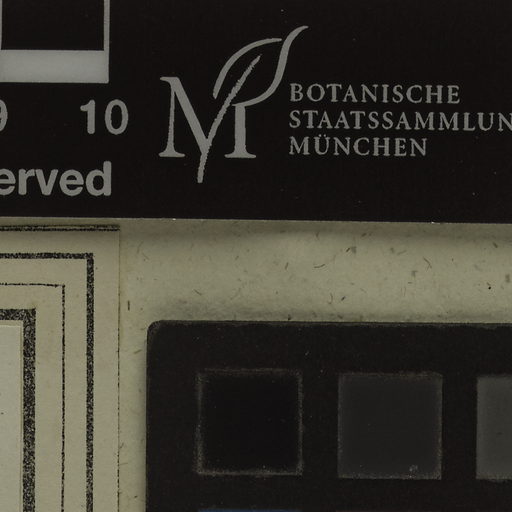 9 10
BOTANISCHE
STAATSSAMMLUN
MÜNCHEN
erved